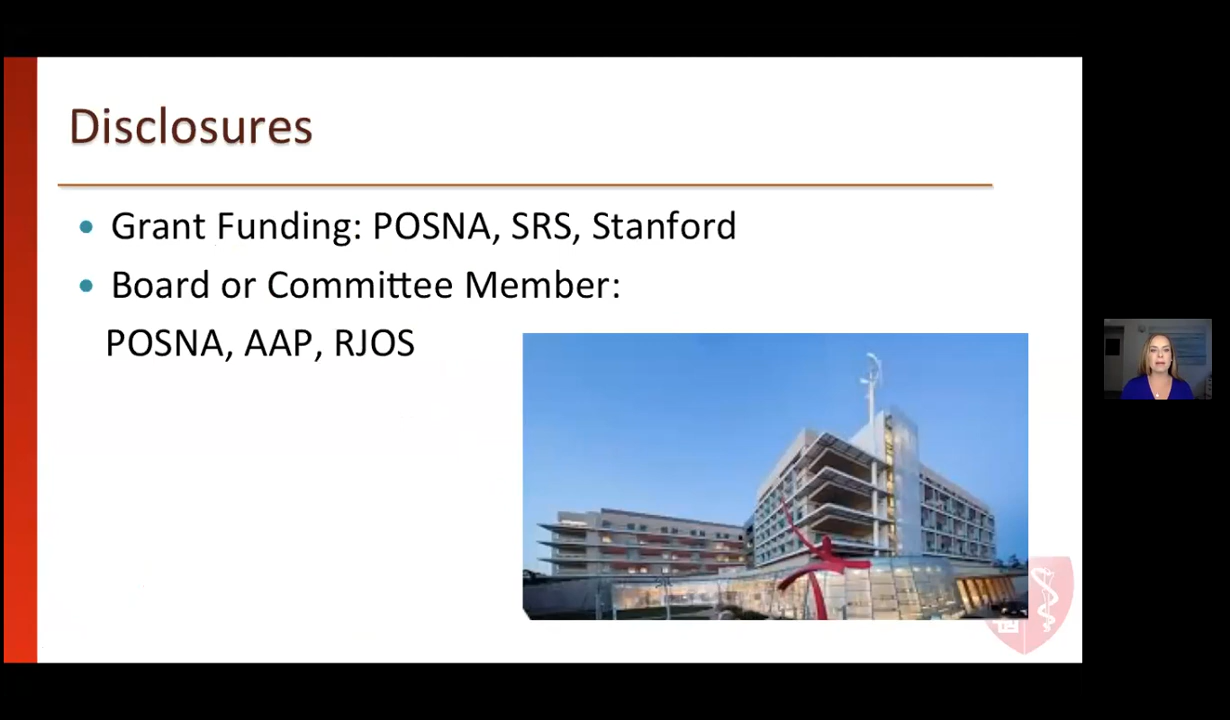 Disclosures
Grant Funding: POSNA, SRS, Stanford
Board or Committee Member:
POSNA, AAP, RJOS